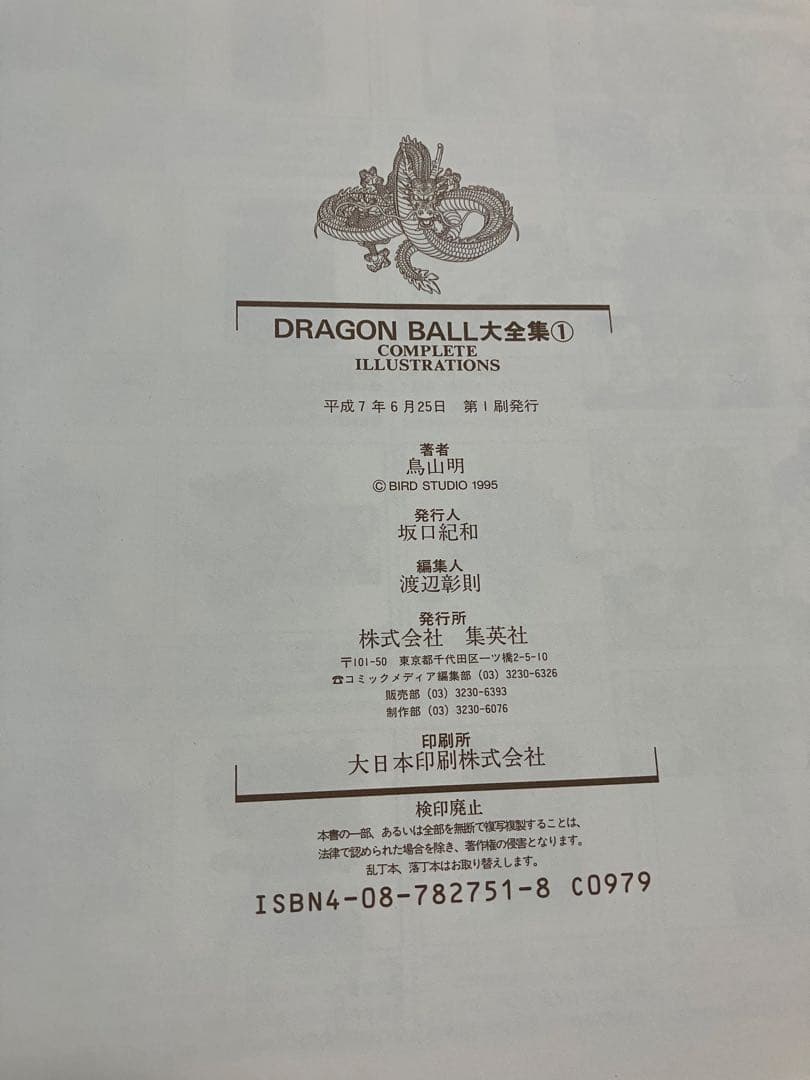 DRAGON BALL大全集①
COMPLETE
ILLUSTRATIONS
平成7年6月25日　第1刷発行
著者
鳥山明
Ⓒ BIRD STUDIO 1995
発行人
坂口紀和
編集人
渡辺彰則
発行所
株式会社　集英社
〒101-50　東京都千代田区一ツ橋2-5-10
☎コミックメディア編集部(03)3230-6326
販売部(03)3230-6393
制作部(03)3230-6076
印刷所
大日本印刷株式会社
検印廃止
本書の一部、あるいは全部を無断で複写複製することは、
法律で認められた場合を除き、著作権の侵害となります。
乱丁本、落丁本はお取り替えします。
ISBN4-08-782751-8 C0979